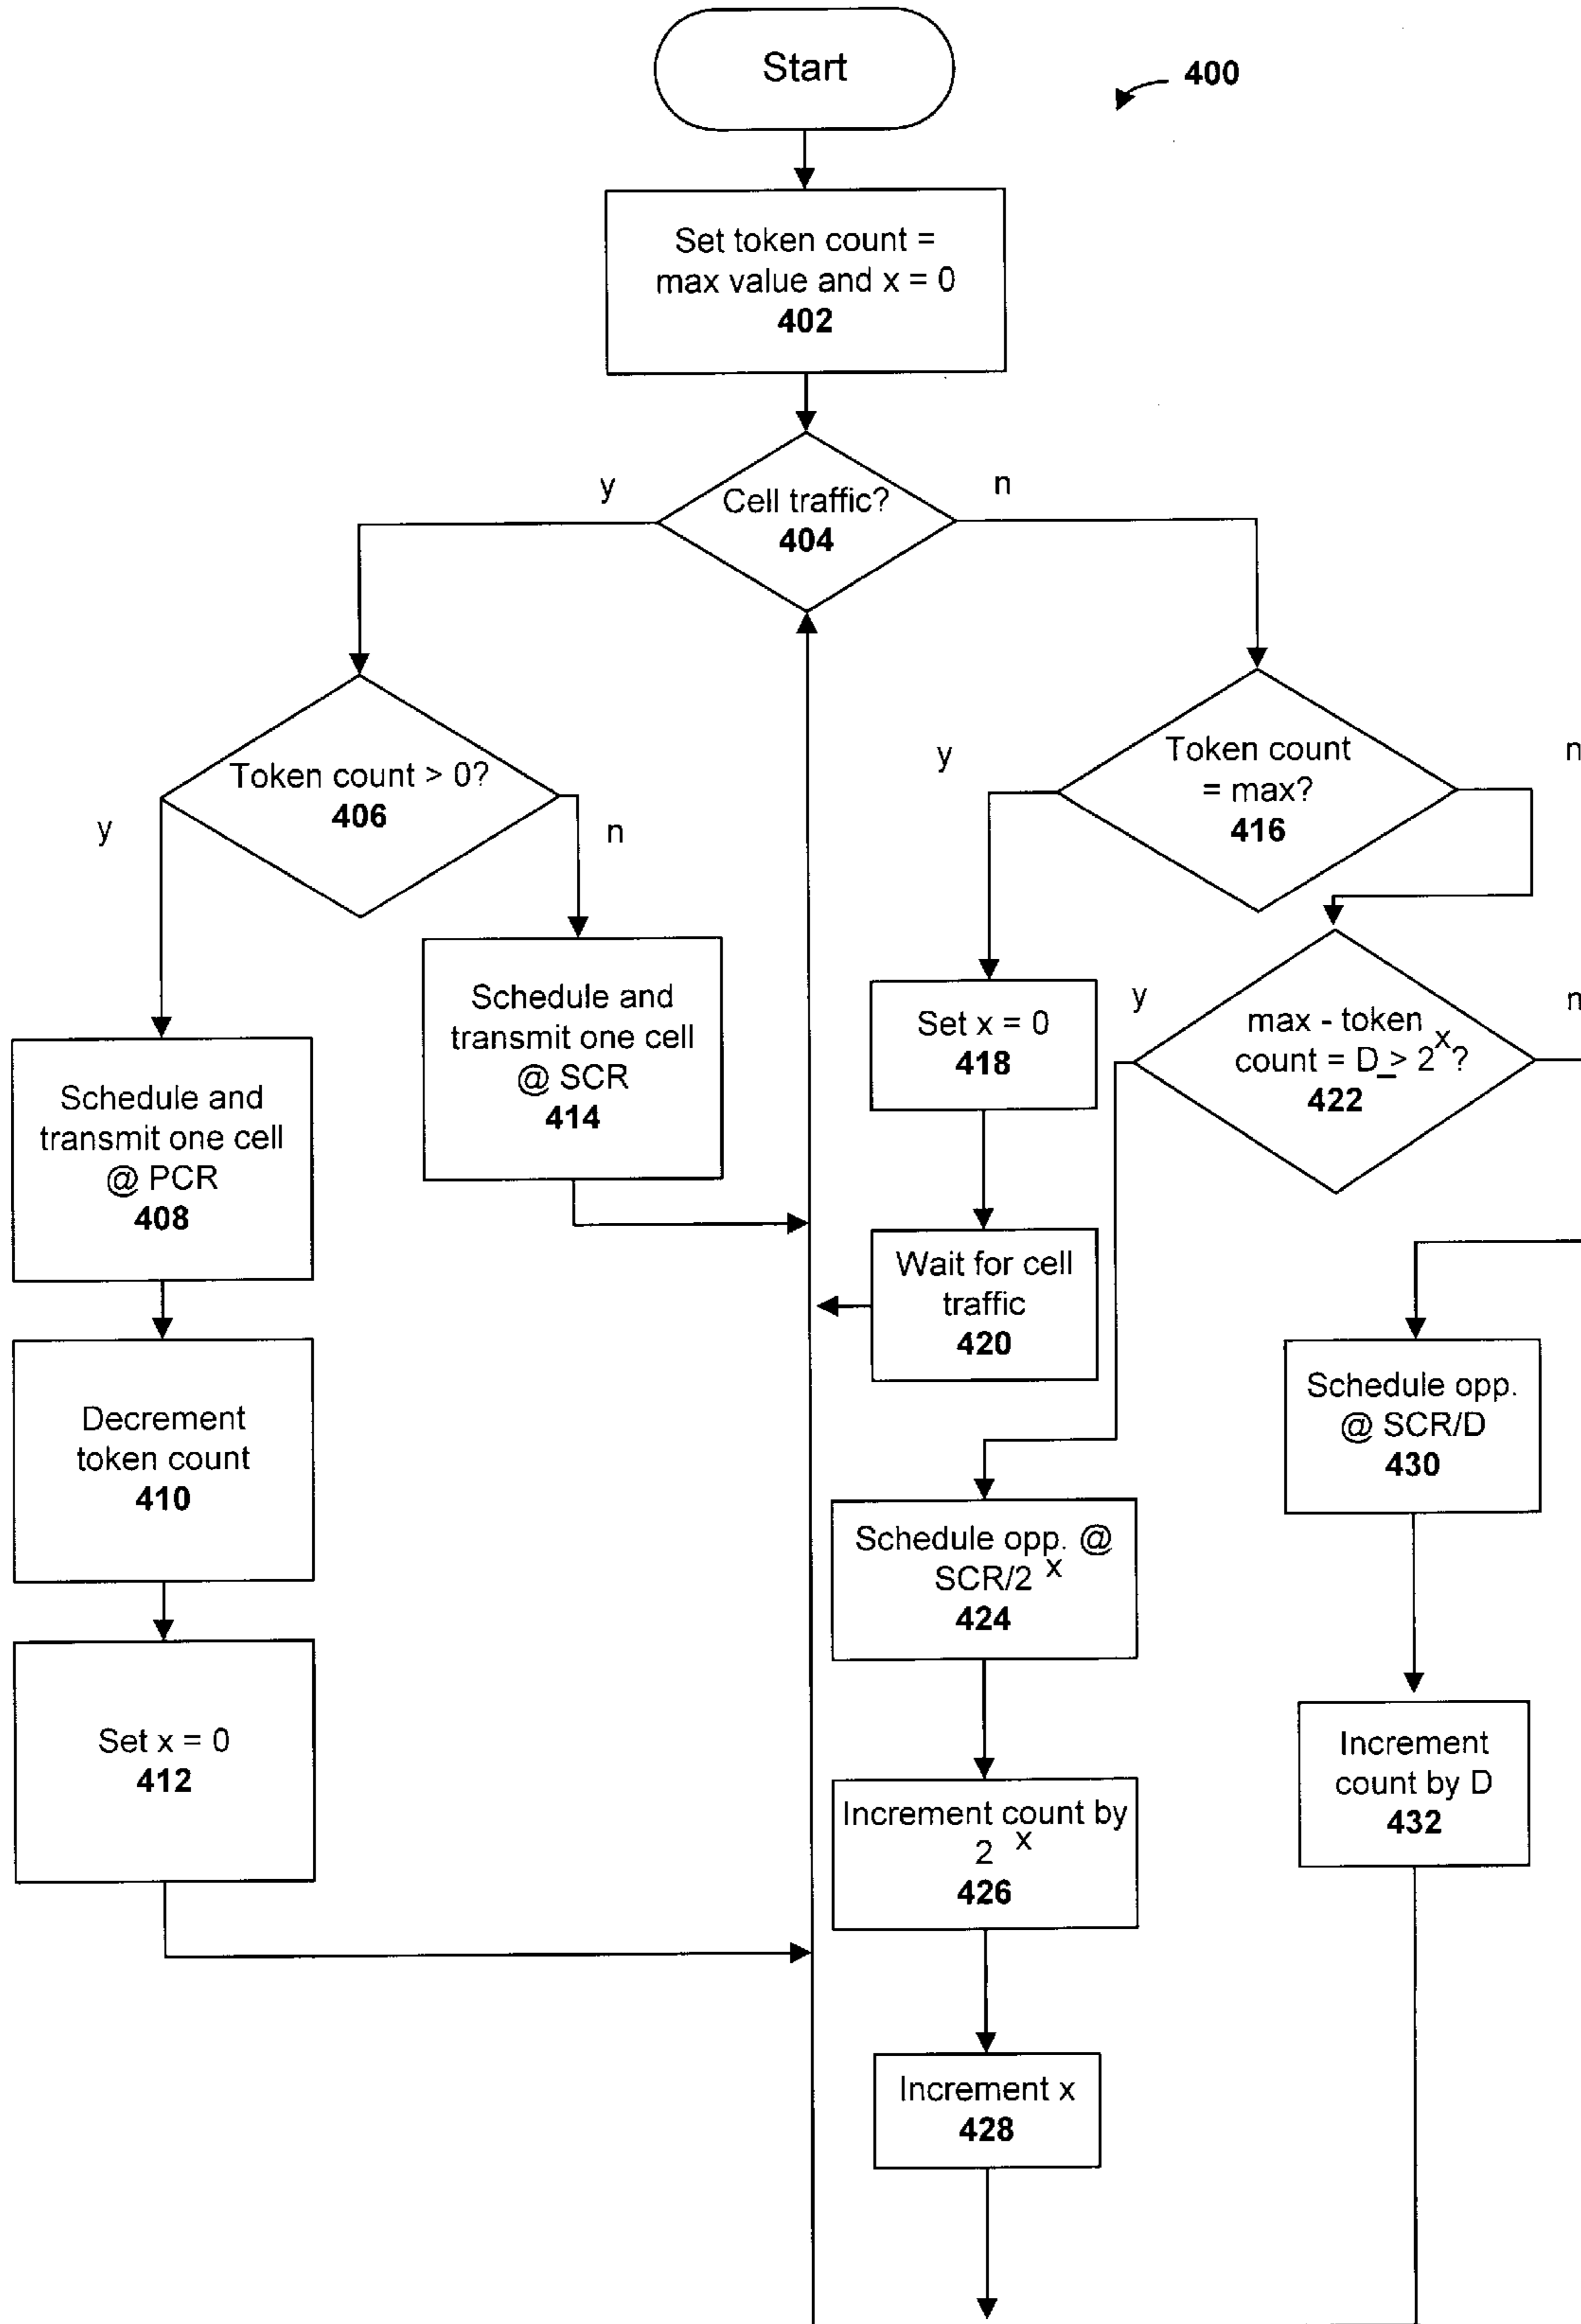 Start
400
Set token count =
max value and x = 0
402
y
n
Cell traffic?
404
Token count > 0?
406
y
n
y
Token count
= max?
416
n
Schedule and
transmit one cell
@ SCR
414
Set x = 0
418
y
max - token
count = D_> 2^x?
422
n
Schedule and
transmit one cell
@ PCR
408
Wait for cell
traffic
420
Decrement
token count
410
Schedule opp.
@ SCR/D
430
Schedule opp. @
SCR/2 x
424
Set x = 0
412
Increment count by
2 x
426
Increment
count by D
432
Increment x
428